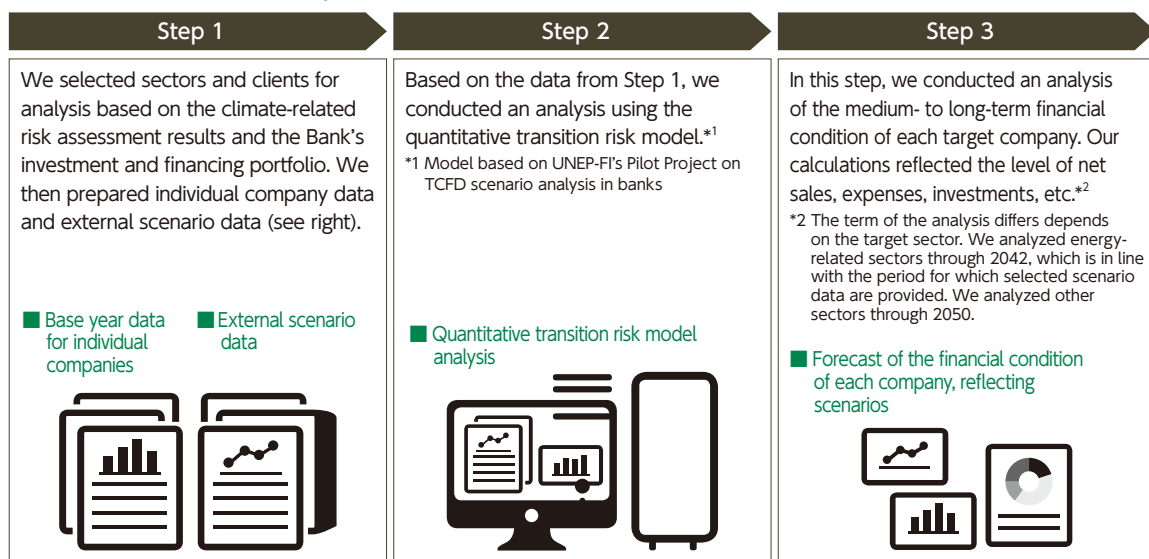 Step 1
We selected sectors and clients for
analysis based on the climate-related
risk assessment results and the Bank's
investment and financing portfolio. We
then prepared individual company data
and external scenario data (see right).
■ Base year data
for individual
companies
■ External scenario
data
Step 2
Based on the data from Step 1, we
conducted an analysis using the
quantitative transition risk model.*1
*1 Model based on UNEP-FI's Pilot Project on
TCFD scenario analysis in banks
■ Quantitative transition risk model
analysis
Step 3
In this step, we conducted an analysis
of the medium- to long-term financial
condition of each target company. Our
calculations reflected the level of net
sales, expenses, investments, etc.*2
*2 The term of the analysis differs depends
on the target sector. We analyzed energy-
related sectors through 2042, which is in line
with the period for which selected scenario
data are provided. We analyzed other
sectors through 2050.
■ Forecast of the financial condition
of each company, reflecting
scenarios